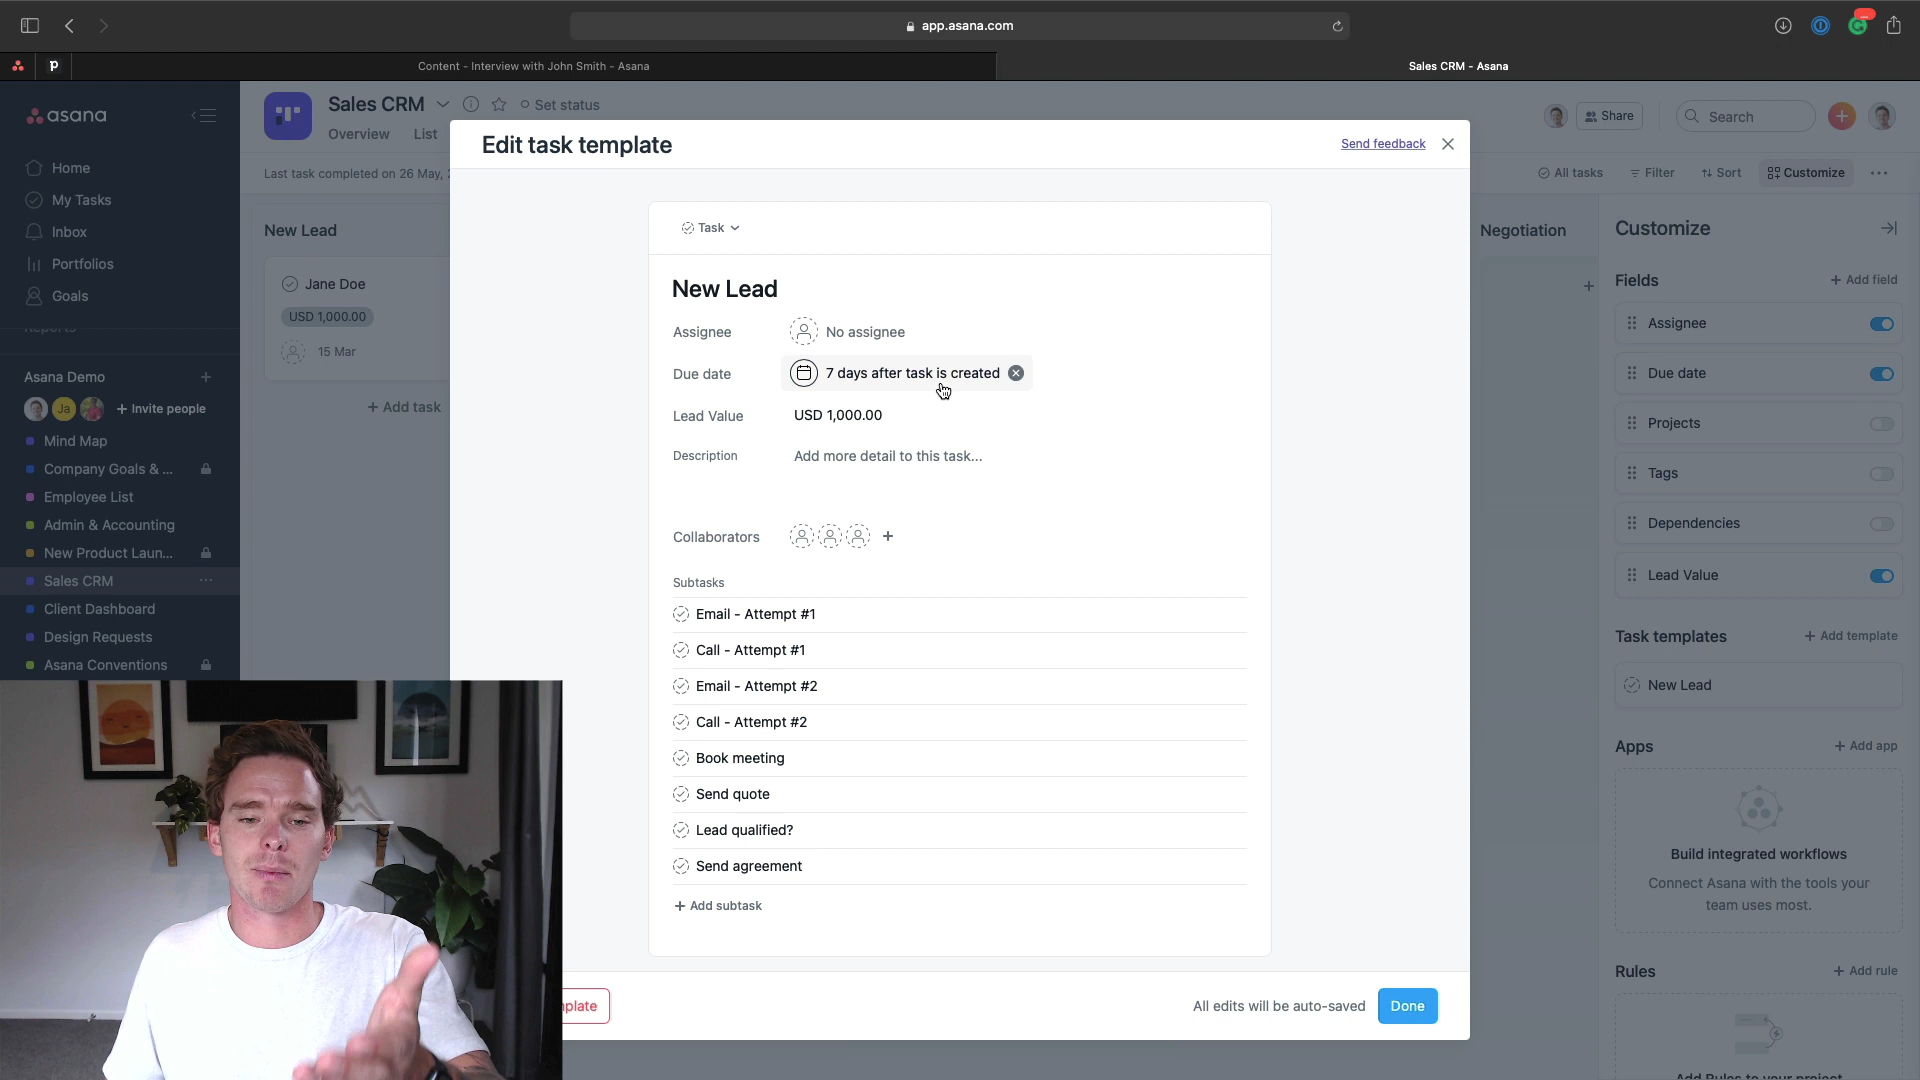 app.asana.com
P
Content - Interview with John Smith - Asana
Sales CRM - Asana
asana
Home
My Tasks
Inbox
Portfolios
Goals
Reports
Asana Demo
Ja
Invite people
Mind Map
Company Goals & ...
Employee List
Admin & Accounting
New Product Laun...
Sales CRM
Client Dashboard
Design Requests
Asana Conventions
Sales CRM
Set status
Overview
List
Share
Search
Last task completed on 26 May,
All tasks
Filter
Sort
Customize
New Lead
Jane Doe
USD 1,000.00
15 Mar
+ Add task
Edit task template
Send feedback
Task
New Lead
Assignee
No assignee
Due date
7 days after task is created
Lead Value
USD 1,000.00
Description
Add more detail to this task...
Collaborators
Subtasks
Email - Attempt #1
Call - Attempt #1
Email - Attempt #2
Call - Attempt #2
Book meeting
Send quote
Lead qualified?
Send agreement
+ Add subtask
plate
All edits will be auto-saved
Done
Negotiation
Customize
Fields
+ Add field
Assignee
Due date
Projects
Tags
Dependencies
Lead Value
Task templates
+ Add template
New Lead
Apps
+ Add app
Build integrated workflows
Connect Asana with the tools your
team uses most.
Rules
+ Add rule
Add Rules to your project